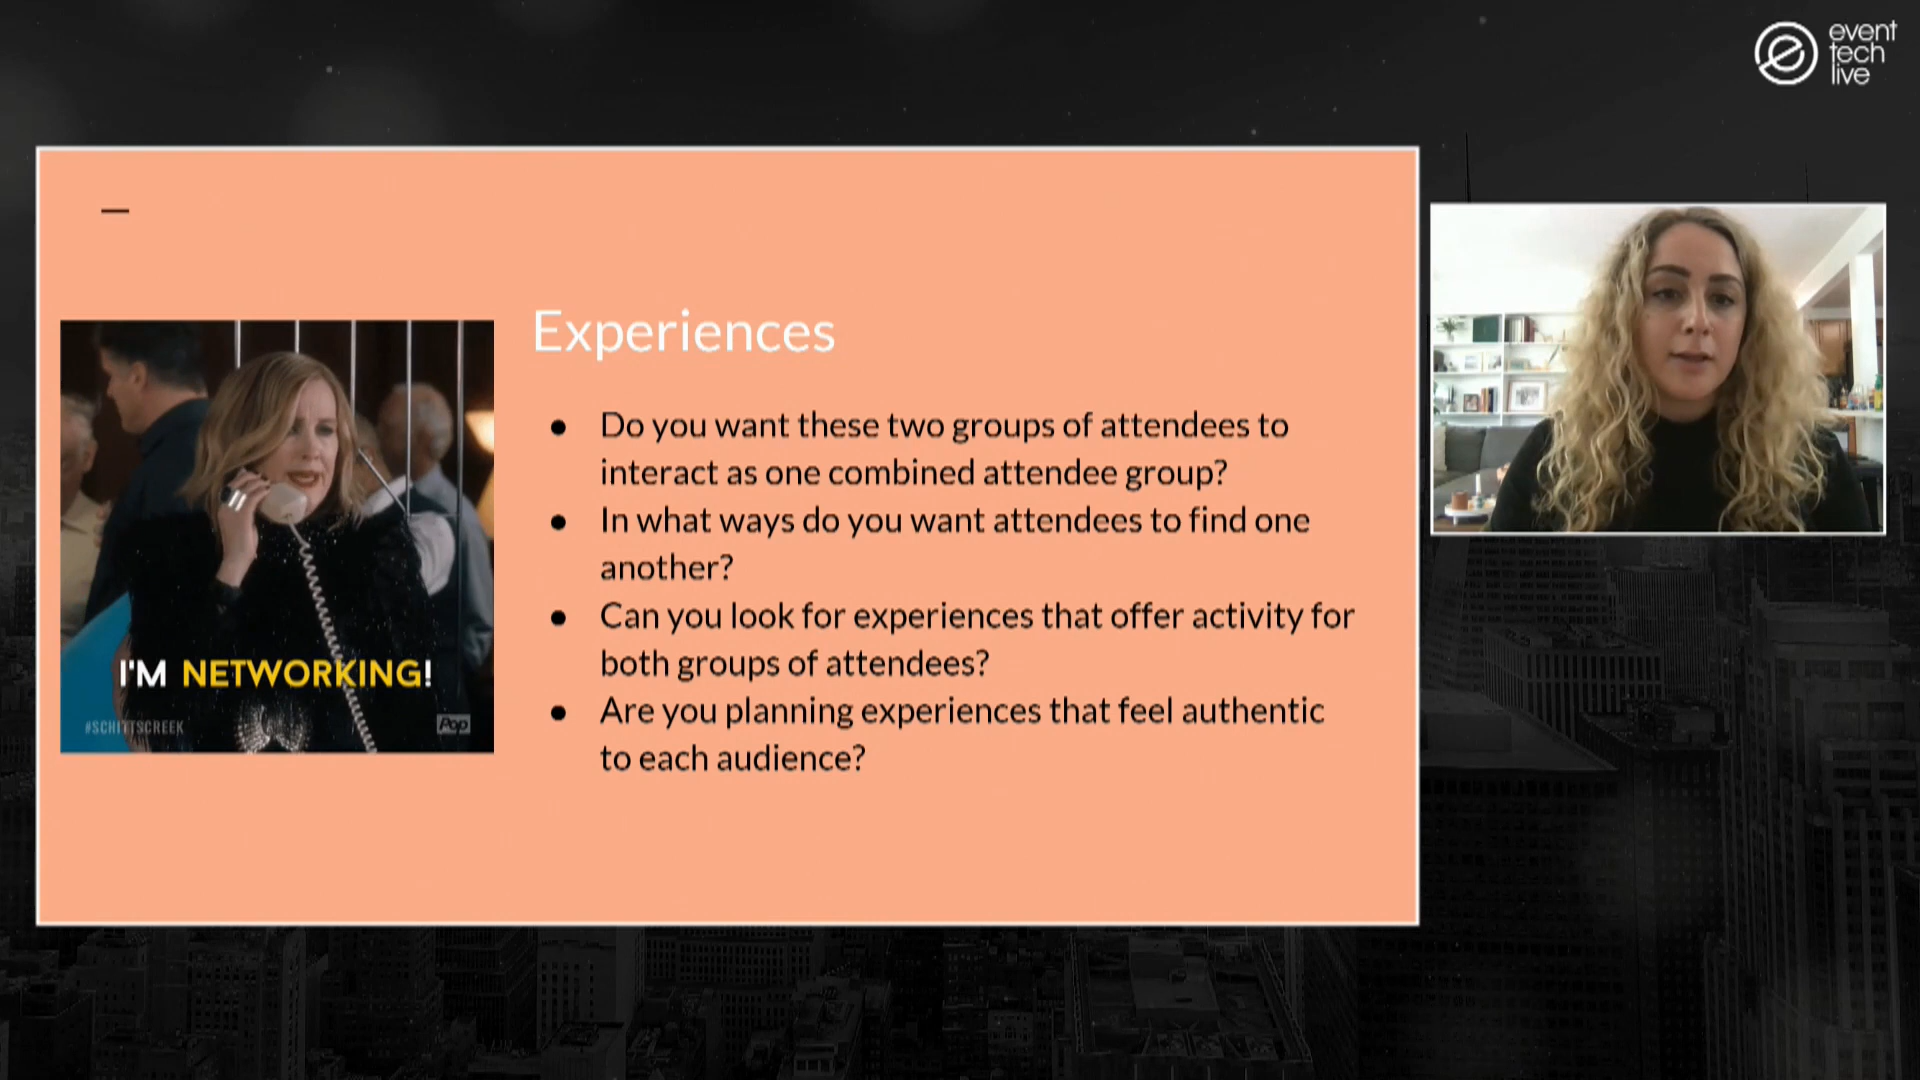 event
tech
live
Experiences
● Do you want these two groups of attendees to
interact as one combined attendee group?
● In what ways do you want attendees to find one
another?
● Can you look for experiences that offer activity for
both groups of attendees?
● Are you planning experiences that feel authentic
to each audience?
I'M NETWORKING!
#SCHITTSCREEK
Pop